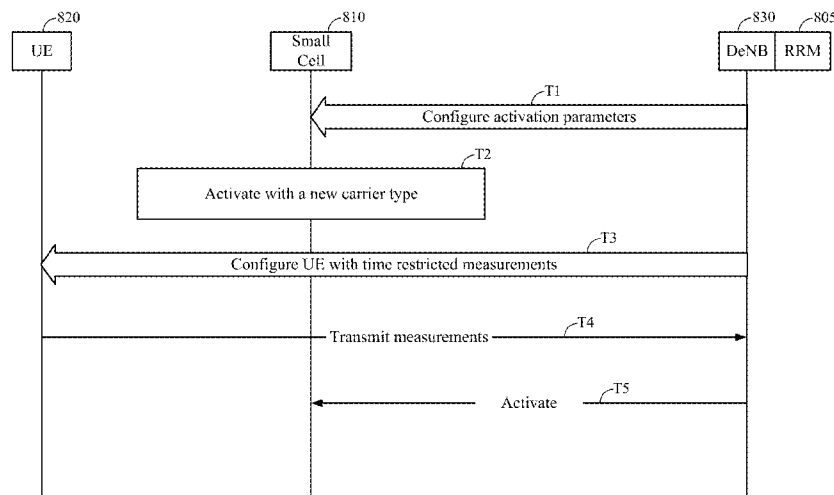 820
810
830
805
UE
Small
Cell
DeNB
RRM
T1
Configure activation parameters
T2
Activate with a new carrier type
T3
Configure UE with time restricted measurements
T4
Transmit measurements
T5
Activate